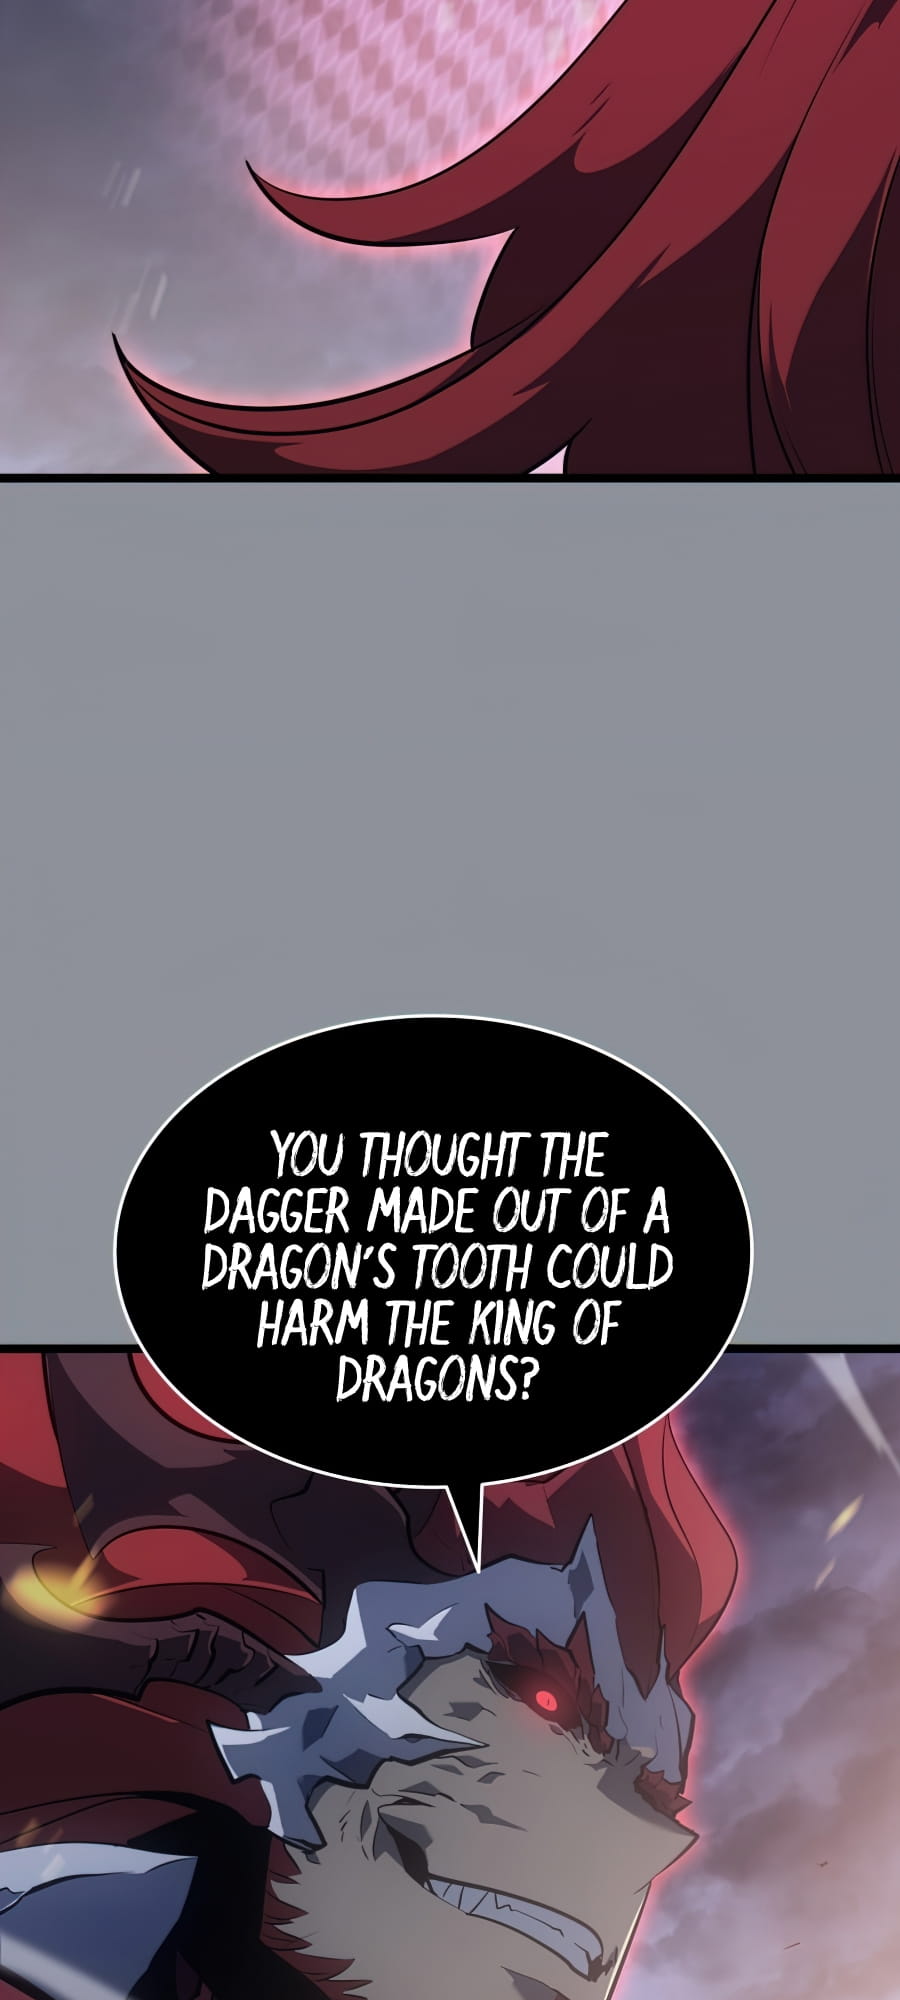 YOU THOUGHT THE
DAGGER MADE OUT OF A
DRAGON'S TOOTH COULD
HARM THE KING OF
DRAGONS?